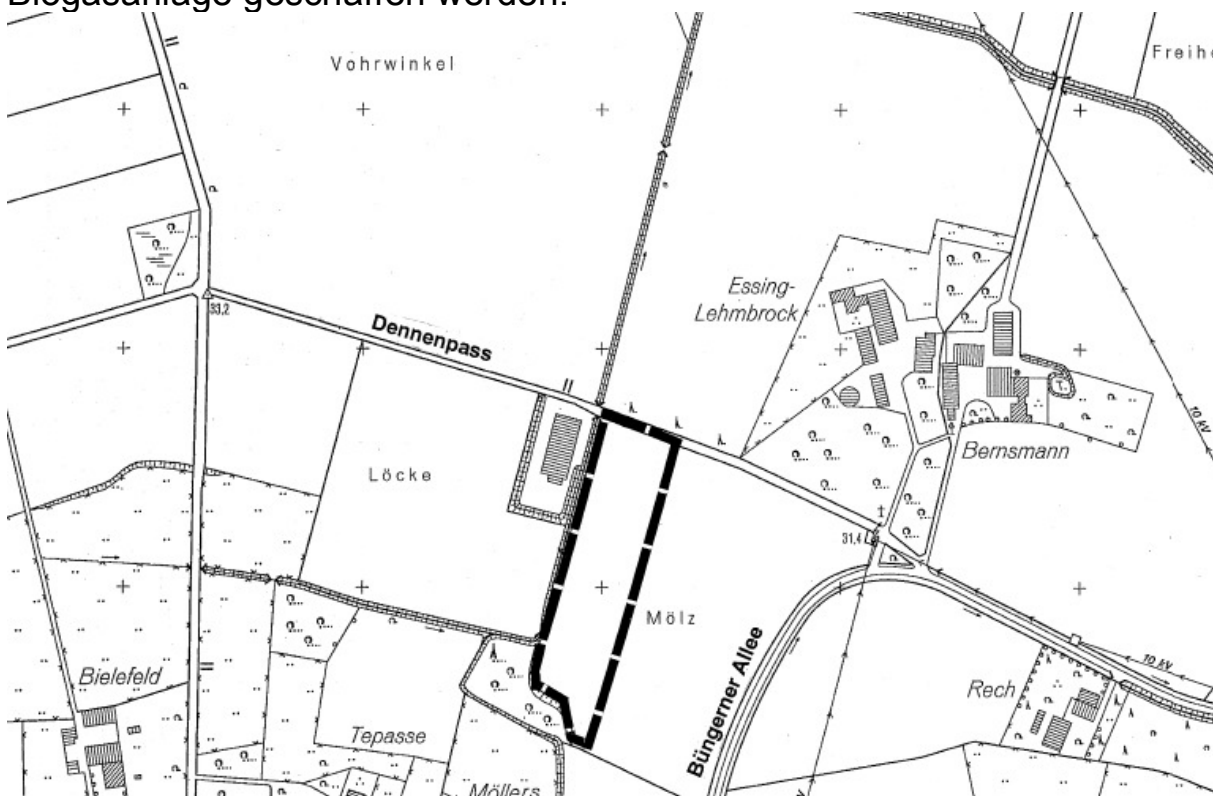 Biogasanlage geschaffen werden.
Vohrwinkel
Freih
33,2
Dennenpass
Essing-
Lehmbrock
10 kV
Löcke
Bernsmann
T.
31,4
Mölz
Büngerner Allee
10 kV
Bielefeld
Rech
Tepasse
Möllers